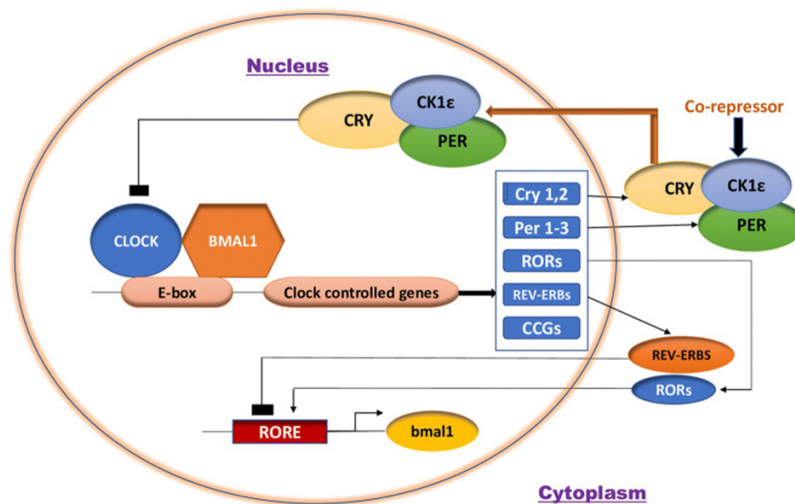 Nucleus
CK1ε
CRY
PER
Co-repressor
CRY
CK1ε
PER
Cry 1,2
Per 1-3
RORs
REV-ERBs
CCGs
CLOCK
BMAL1
E-box
Clock controlled genes
REV-ERBS
RORs
RORE
bmal1
Cytoplasm